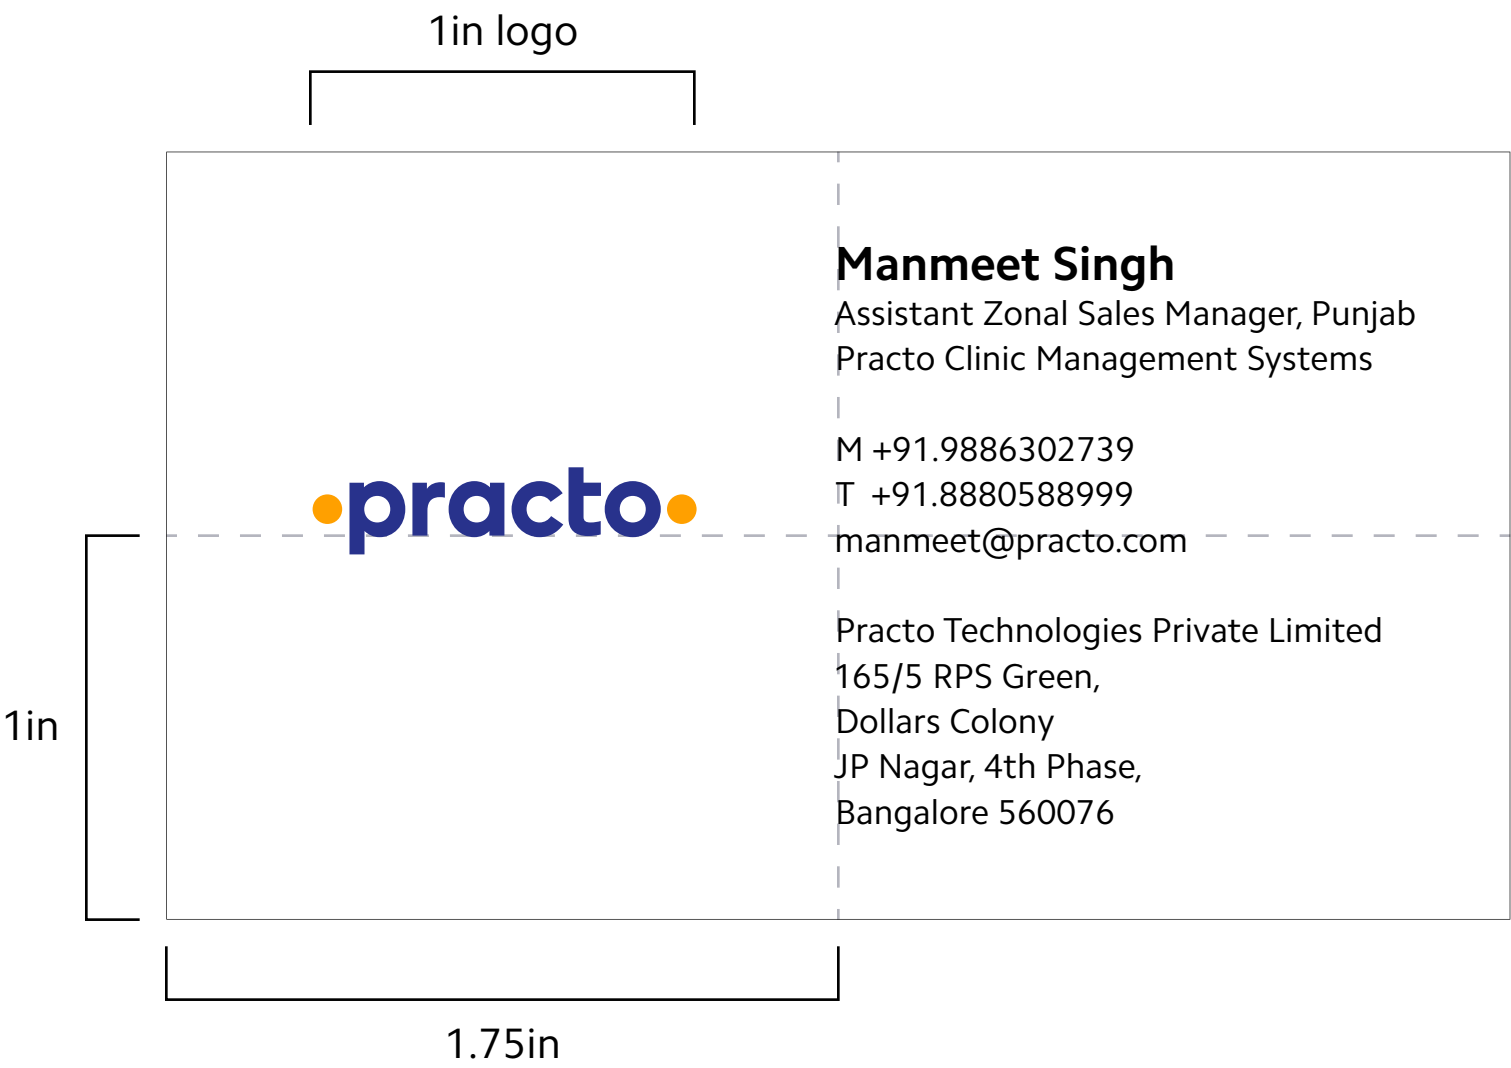 1in logo
practo
Manmeet Singh
Assistant Zonal Sales Manager, Punjab
Practo Clinic Management Systems
M +91.9886302739
T +91.8880588999
manmeet@practo.com
Practo Technologies Private Limited
165/5 RPS Green,
Dollars Colony
JP Nagar, 4th Phase,
Bangalore 560076
1in
1.75in